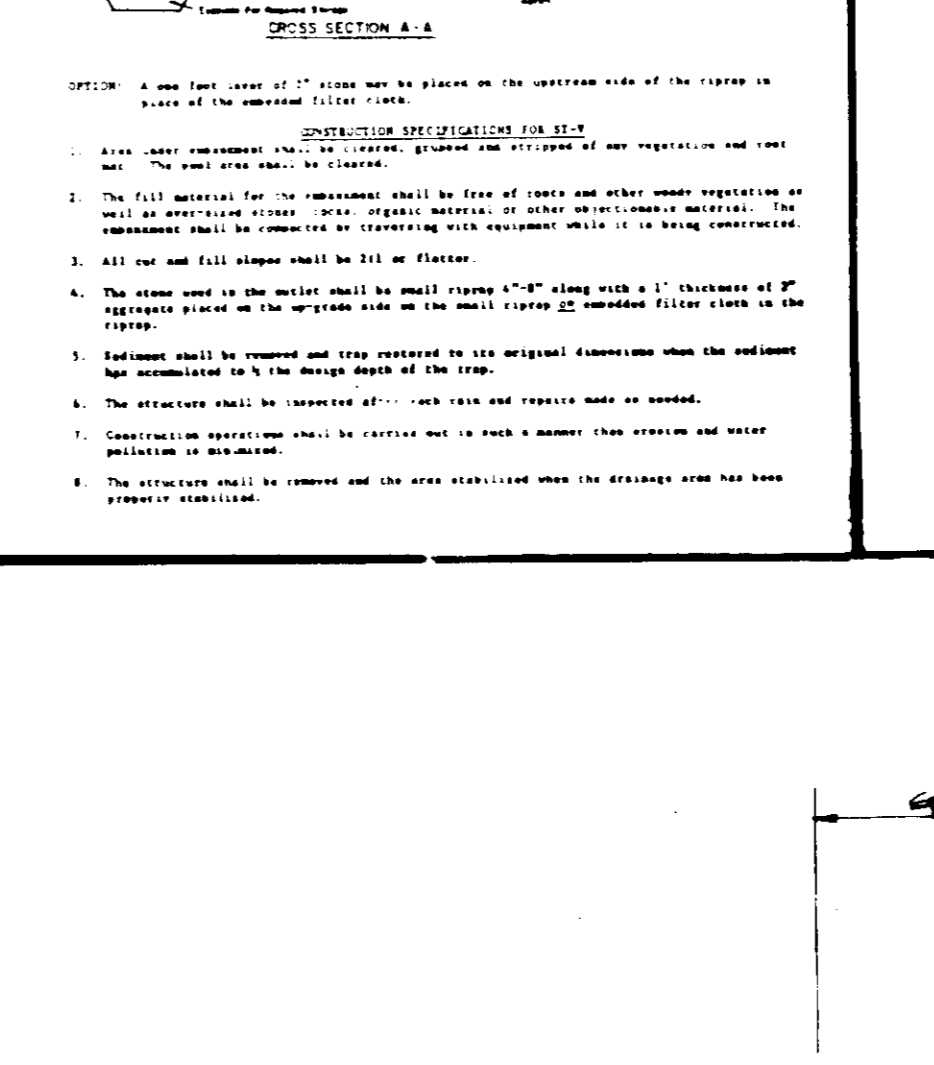 Excavate For Required Storage
CROSS SECTION A-A
OPTION: A one foot layer of 2" stone may be placed on the upstream side of the riprap in
place of the embedded filter cloth.
CONSTRUCTION SPECIFICATIONS FOR ST-V
1. Area under embankment shall be cleared, grubbed and stripped of any vegetation and root
mat. The pool area shall be cleared.
2. The fill material for the embankment shall be free of roots and other woody vegetation as
well as over-sized stones, rocks, organic material or other objectionable material. The
embankment shall be compacted by traversing with equipment while it is being constructed.
3. All cut and fill slopes shall be 2:1 or flatter.
4. The stone used in the outlet shall be small riprap 4"-8" along with a 1' thickness of 2"
aggregate placed on the up-grade side on the small riprap or embedded filter cloth in the
riprap.
5. Sediment shall be removed and trap restored to its original dimensions when the sediment
has accumulated to ½ the design depth of the trap.
6. The structure shall be inspected after each rain and repairs made as needed.
7. Construction operations shall be carried out in such a manner that erosion and water
pollution is minimized.
8. The structure shall be removed and the area stabilized when the drainage area has been
properly stabilized.